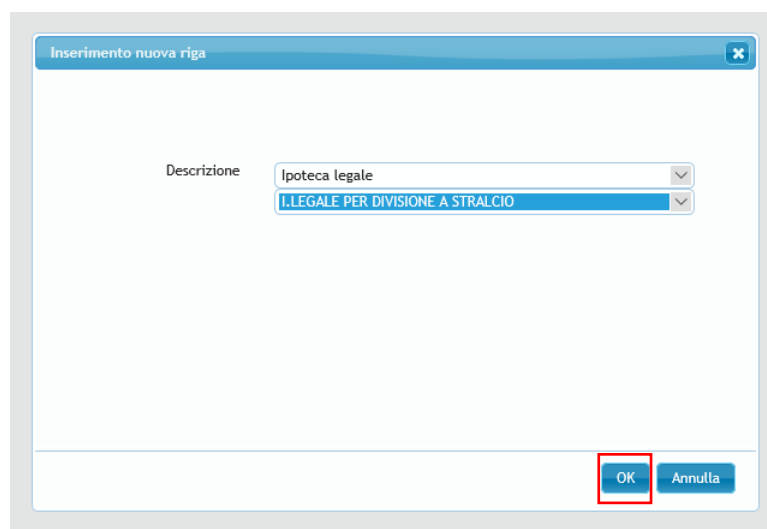 Inserimento nuova riga
Descrizione
Ipoteca legale
I.LEGALE PER DIVISIONE A STRALCIO
OK
Annulla